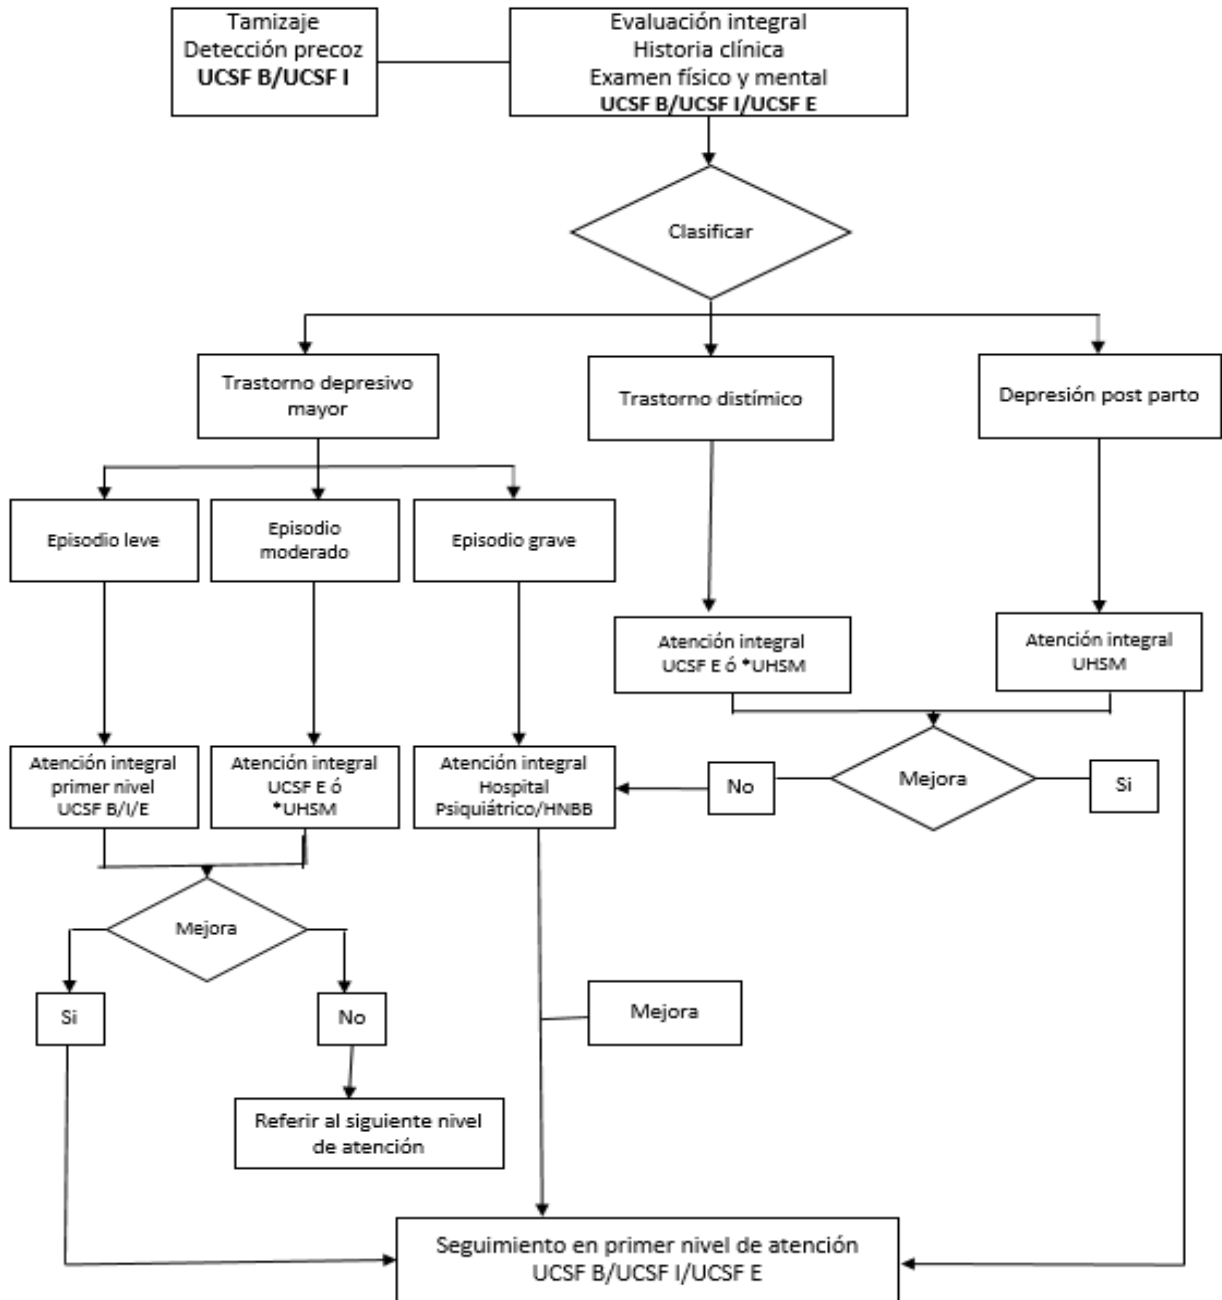 Tamizaje
Detección precoz
UCSF B/UCSF I
Evaluación integral
Historia clínica
Examen físico y mental
UCSF B/UCSF I/UCSF E
Clasificar
Trastorno depresivo
mayor
Trastorno distímico
Depresión post parto
Episodio leve
Episodio
moderado
Episodio grave
Atención integral
UCSF E ó *UHSM
Atención integral
UHSM
Atención integral
primer nivel
UCSF B/I/E
Atención integral
UCSF E ó
*UHSM
Atención integral
Hospital
Psiquiátrico/HNBB
No
Mejora
Si
Mejora
Si
No
Mejora
Referir al siguiente nivel
de atención
Seguimiento en primer nivel de atención
UCSF B/UCSF I/UCSF E